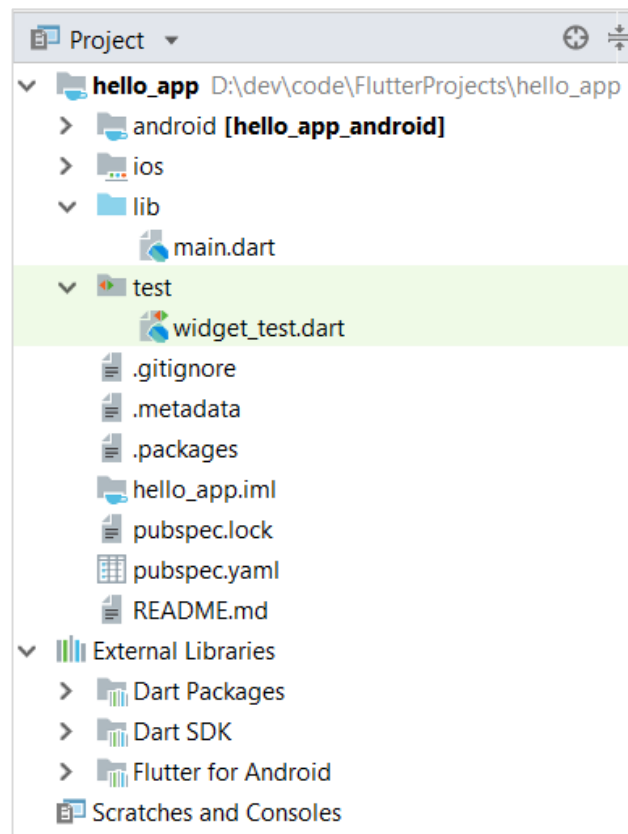 Project
hello_app D:\dev\code\FlutterProjects\hello_app
android [hello_app_android]
ios
lib
main.dart
test
widget_test.dart
.gitignore
.metadata
.packages
hello_app.iml
pubspec.lock
pubspec.yaml
README.md
External Libraries
Dart Packages
Dart SDK
Flutter for Android
Scratches and Consoles